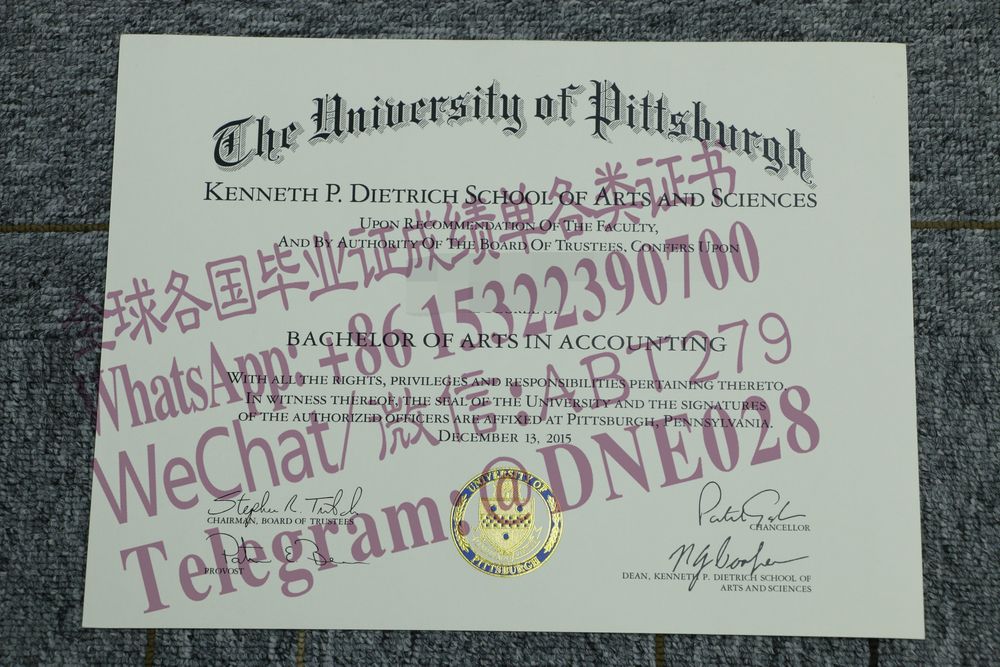 The University of Pittsburgh
KENNETH P. DIETRICH SCHOOL OF ARTS AND SCIENCES
UPON RECOMMENDATION OF THE FACULTY,
AND BY AUTHORITY OF THE BOARD OF TRUSTEES, CONFERS UPON
BACHELOR OF ARTS IN ACCOUNTING
WITH ALL THE RIGHTS, PRIVILEGES AND RESPONSIBILITIES PERTAINING THERETO.
IN WITNESS THEREOF, THE SEAL OF THE UNIVERSITY AND THE SIGNATURES
OF THE AUTHORIZED OFFICERS ARE AFFIXED AT PITTSBURGH, PENNSYLVANIA.
DECEMBER 13, 2015
CHAIRMAN, BOARD OF TRUSTEES
PROVOST
UNIVERSITY OF
PITTSBURGH
CHANCELLOR
DEAN, KENNETH P. DIETRICH SCHOOL OF
ARTS AND SCIENCES
全球各国毕业证成绩单各类证书
WhatsApp: +86 15322390700
WeChat/微信:ABT279
Telegram:@DNE028